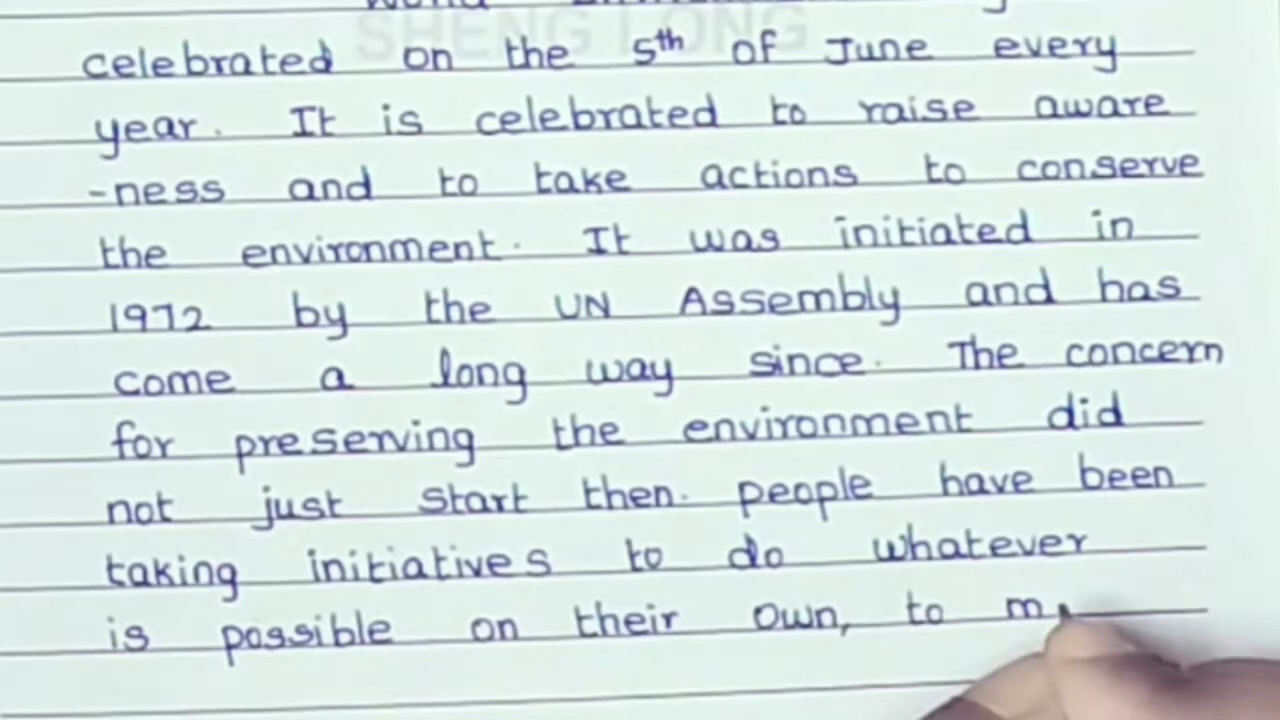 SHENG LONG
World
celebrated on the 5th of June every
year. It is celebrated to raise aware
-ness and to take actions to conserve
the environment. It was initiated in
1972 by the UN Assembly and has
come a long way since. The concern
for preserving the environment did
not just start then. people have been
taking initiatives to do whatever
is possible on their own, to m